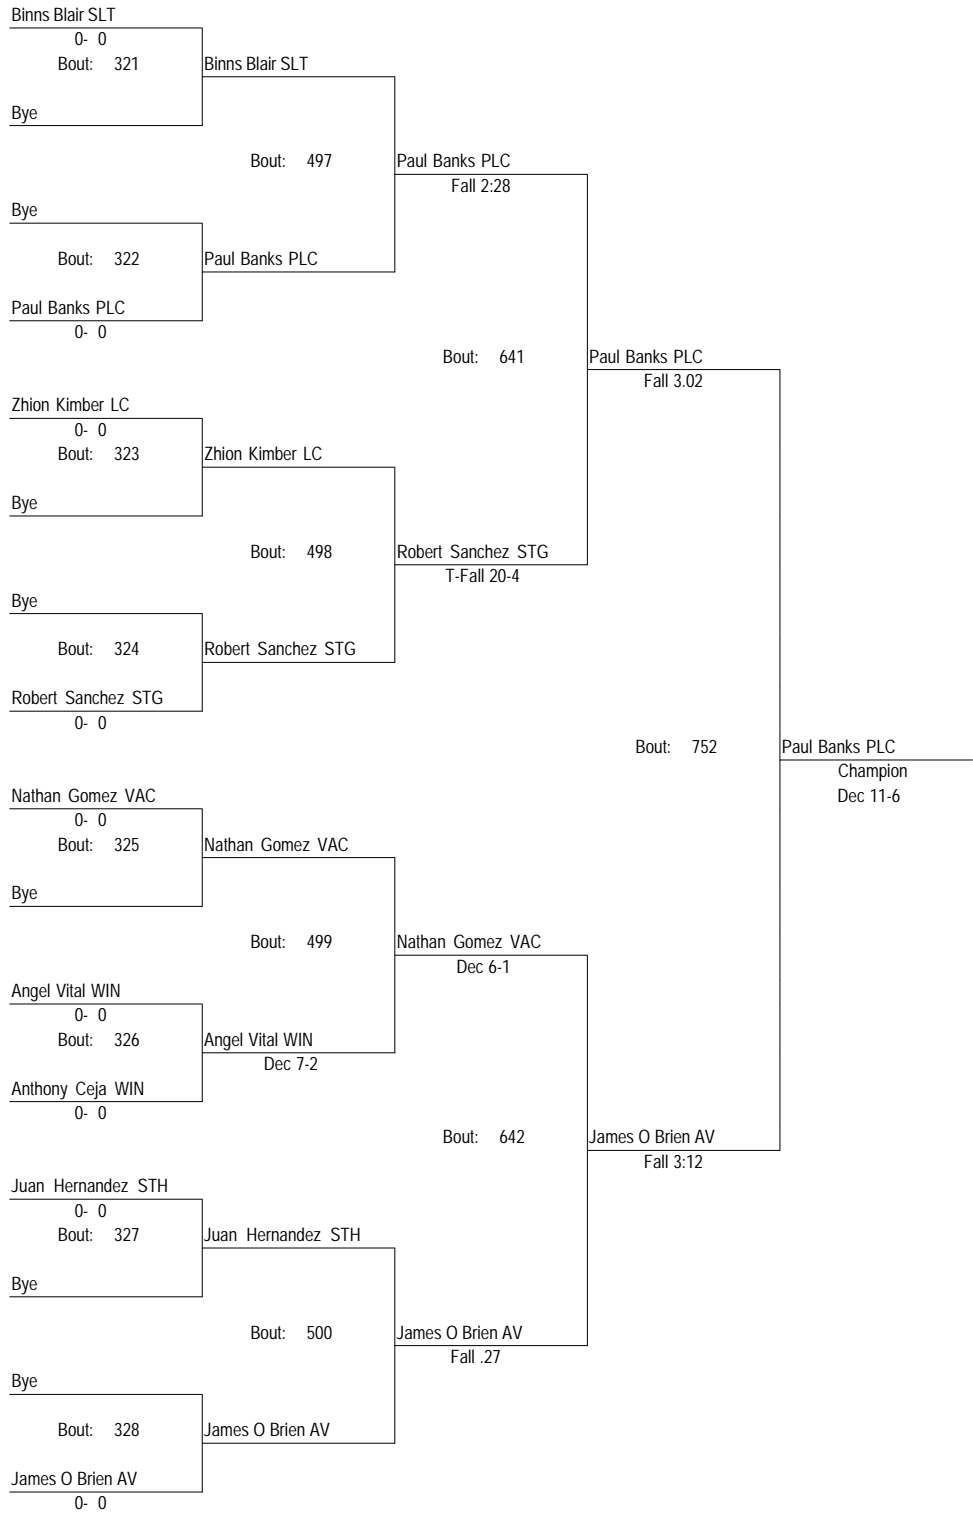 Binns Blair SLT
0- 0
Bout: 321
Binns Blair SLT
Bye
Bout: 497
Paul Banks PLC
Fall 2:28
Bye
Bout: 322
Paul Banks PLC
Paul Banks PLC
0- 0
Bout: 641
Paul Banks PLC
Fall 3.02
Zhion Kimber LC
0- 0
Bout: 323
Zhion Kimber LC
Bye
Bout: 498
Robert Sanchez STG
T-Fall 20-4
Bye
Bout: 324
Robert Sanchez STG
Robert Sanchez STG
0- 0
Bout: 752
Paul Banks PLC
Champion
Dec 11-6
Nathan Gomez VAC
0- 0
Bout: 325
Nathan Gomez VAC
Bye
Bout: 499
Nathan Gomez VAC
Dec 6-1
Angel Vital WIN
0- 0
Bout: 326
Angel Vital WIN
Dec 7-2
Anthony Ceja WIN
0- 0
Bout: 642
James O Brien AV
Fall 3:12
Juan Hernandez STH
0- 0
Bout: 327
Juan Hernandez STH
Bye
Bout: 500
James O Brien AV
Fall .27
Bye
Bout: 328
James O Brien AV
James O Brien AV
0- 0